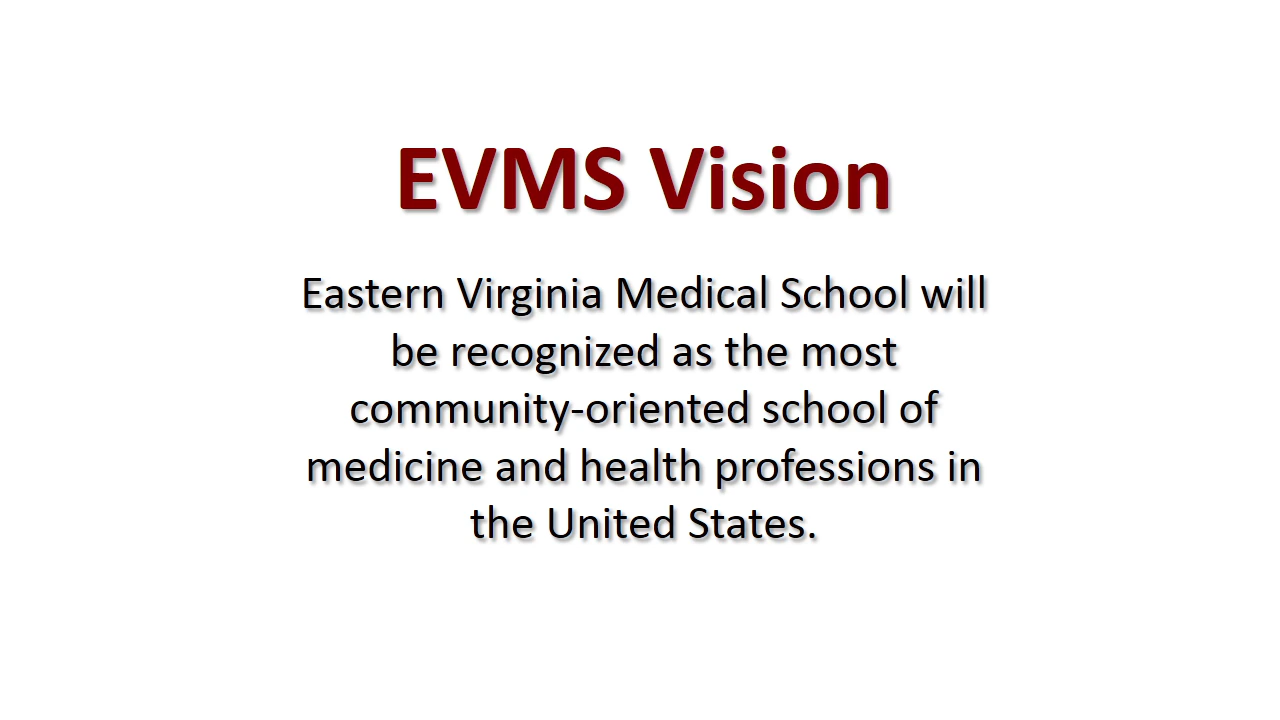 EVMS Vision
Eastern Virginia Medical School will
be recognized as the most
community-oriented school of
medicine and health professions in
the United States.